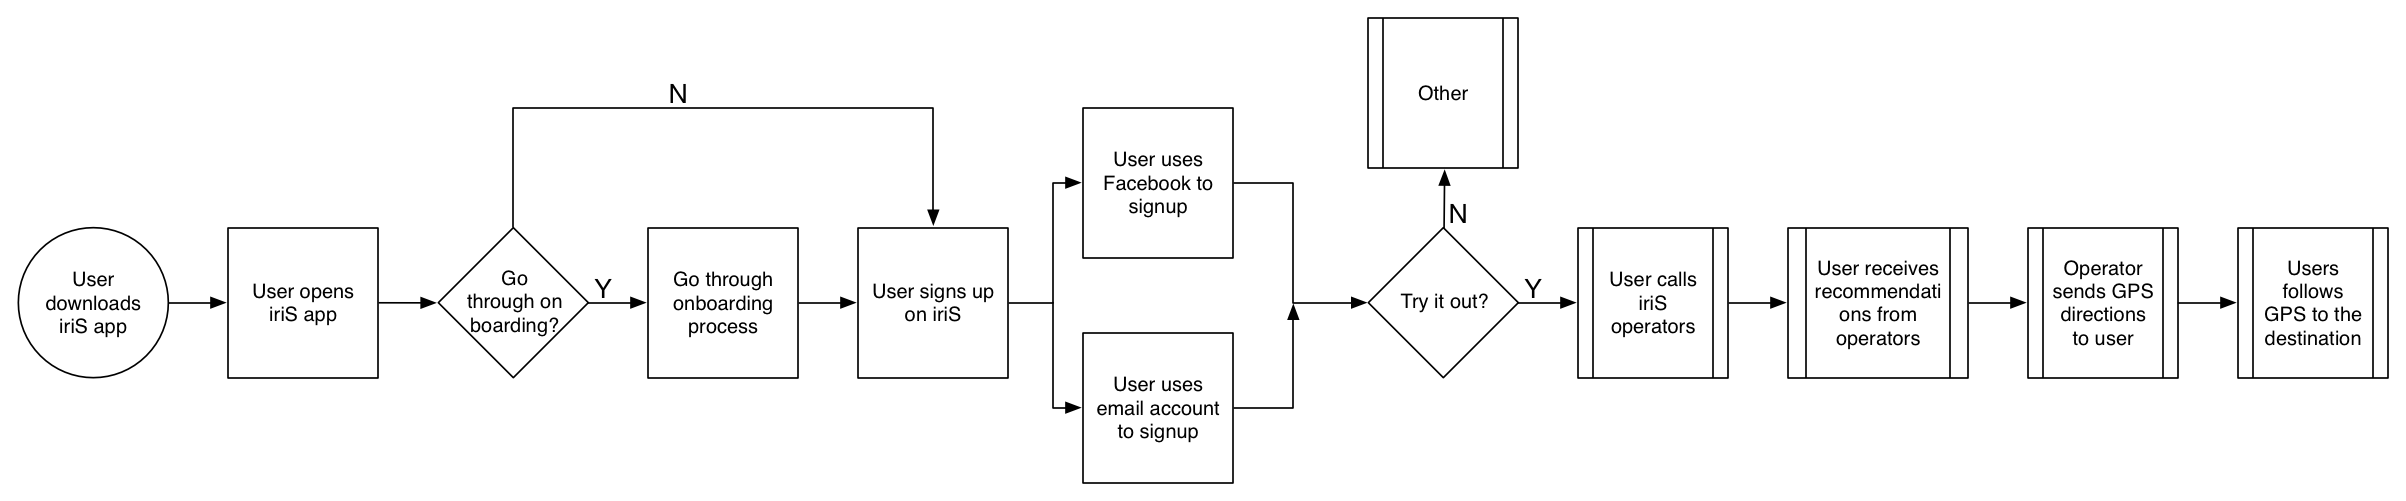 User
downloads
iriS app
User opens
iriS app
Go
through on
boarding?
N
Y
Go through
onboarding
process
User signs up
on iriS
User uses
Facebook to
signup
User uses
email account
to signup
Try it out?
N
Other
Y
User calls
iriS
operators
User receives
recommendati
ons from
operators
Operator
sends GPS
directions
to user
Users
follows
GPS to the
destination